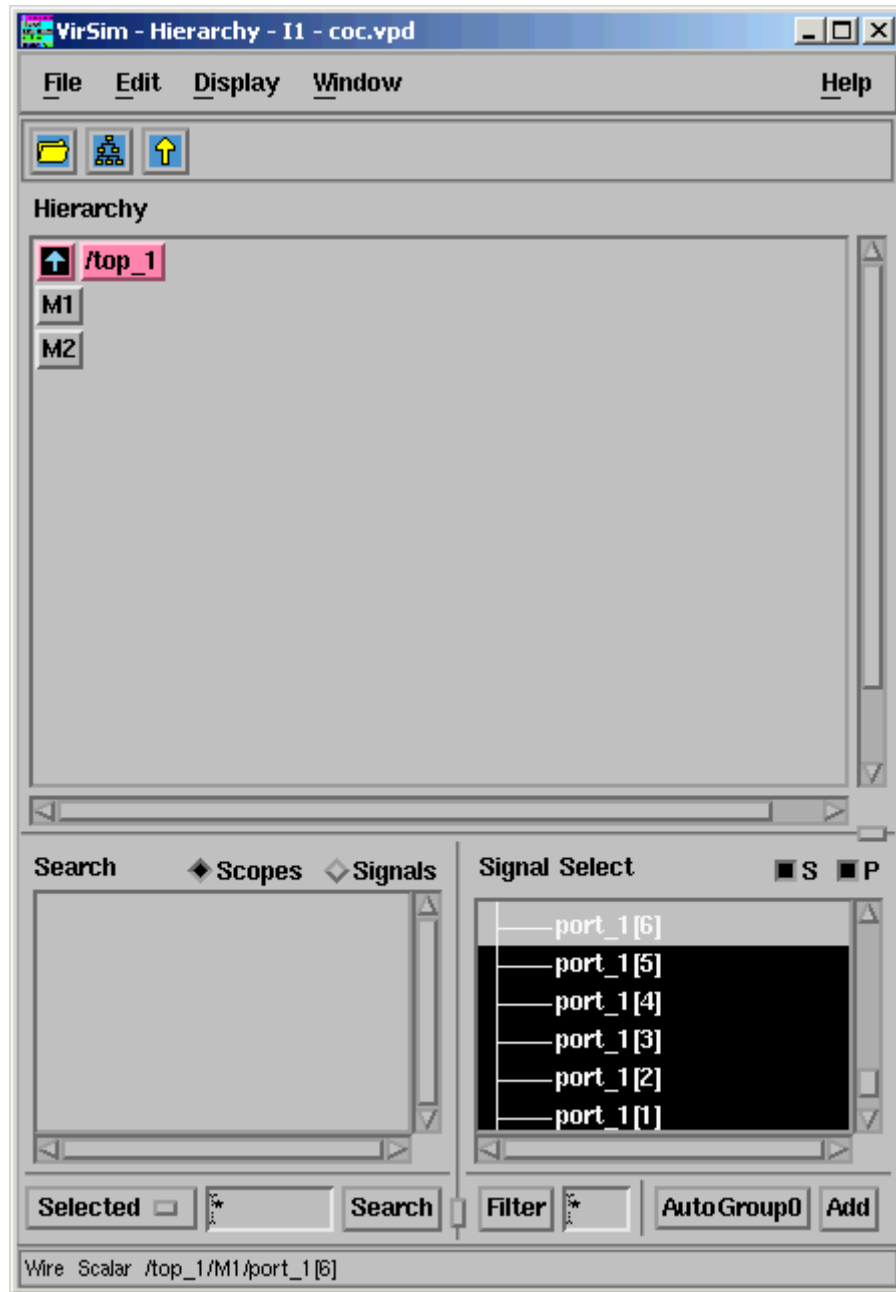 VirSim - Hierarchy - I1 - coc.vpd
File Edit Display Window Help
Hierarchy
/top_1
M1
M2
Search Scopes Signals
Signal Select S P
port_1[6]
port_1[5]
port_1[4]
port_1[3]
port_1[2]
port_1[1]
Selected * Search
Filter * AutoGroup0 Add
Wire Scalar /top_1/M1/port_1[6]